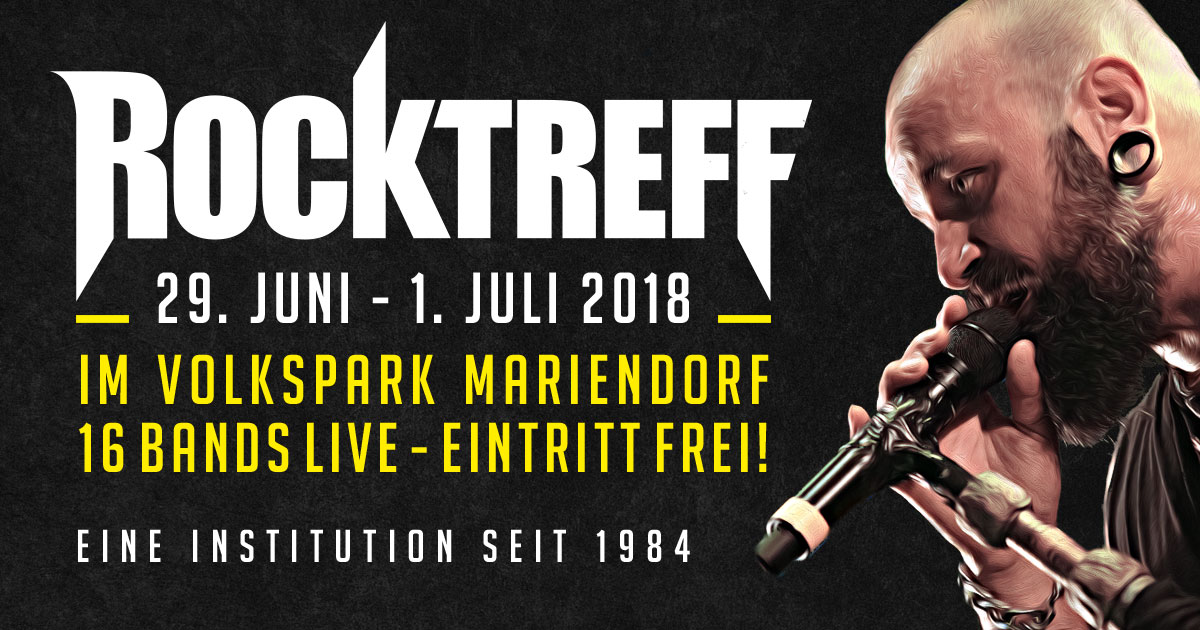 ROCKTREFF
29. JUNI - 1. JULI 2018
IM VOLKSPARK MARIENDORF
16 BANDS LIVE - EINTRITT FREI!
EINE INSTITUTION SEIT 1984